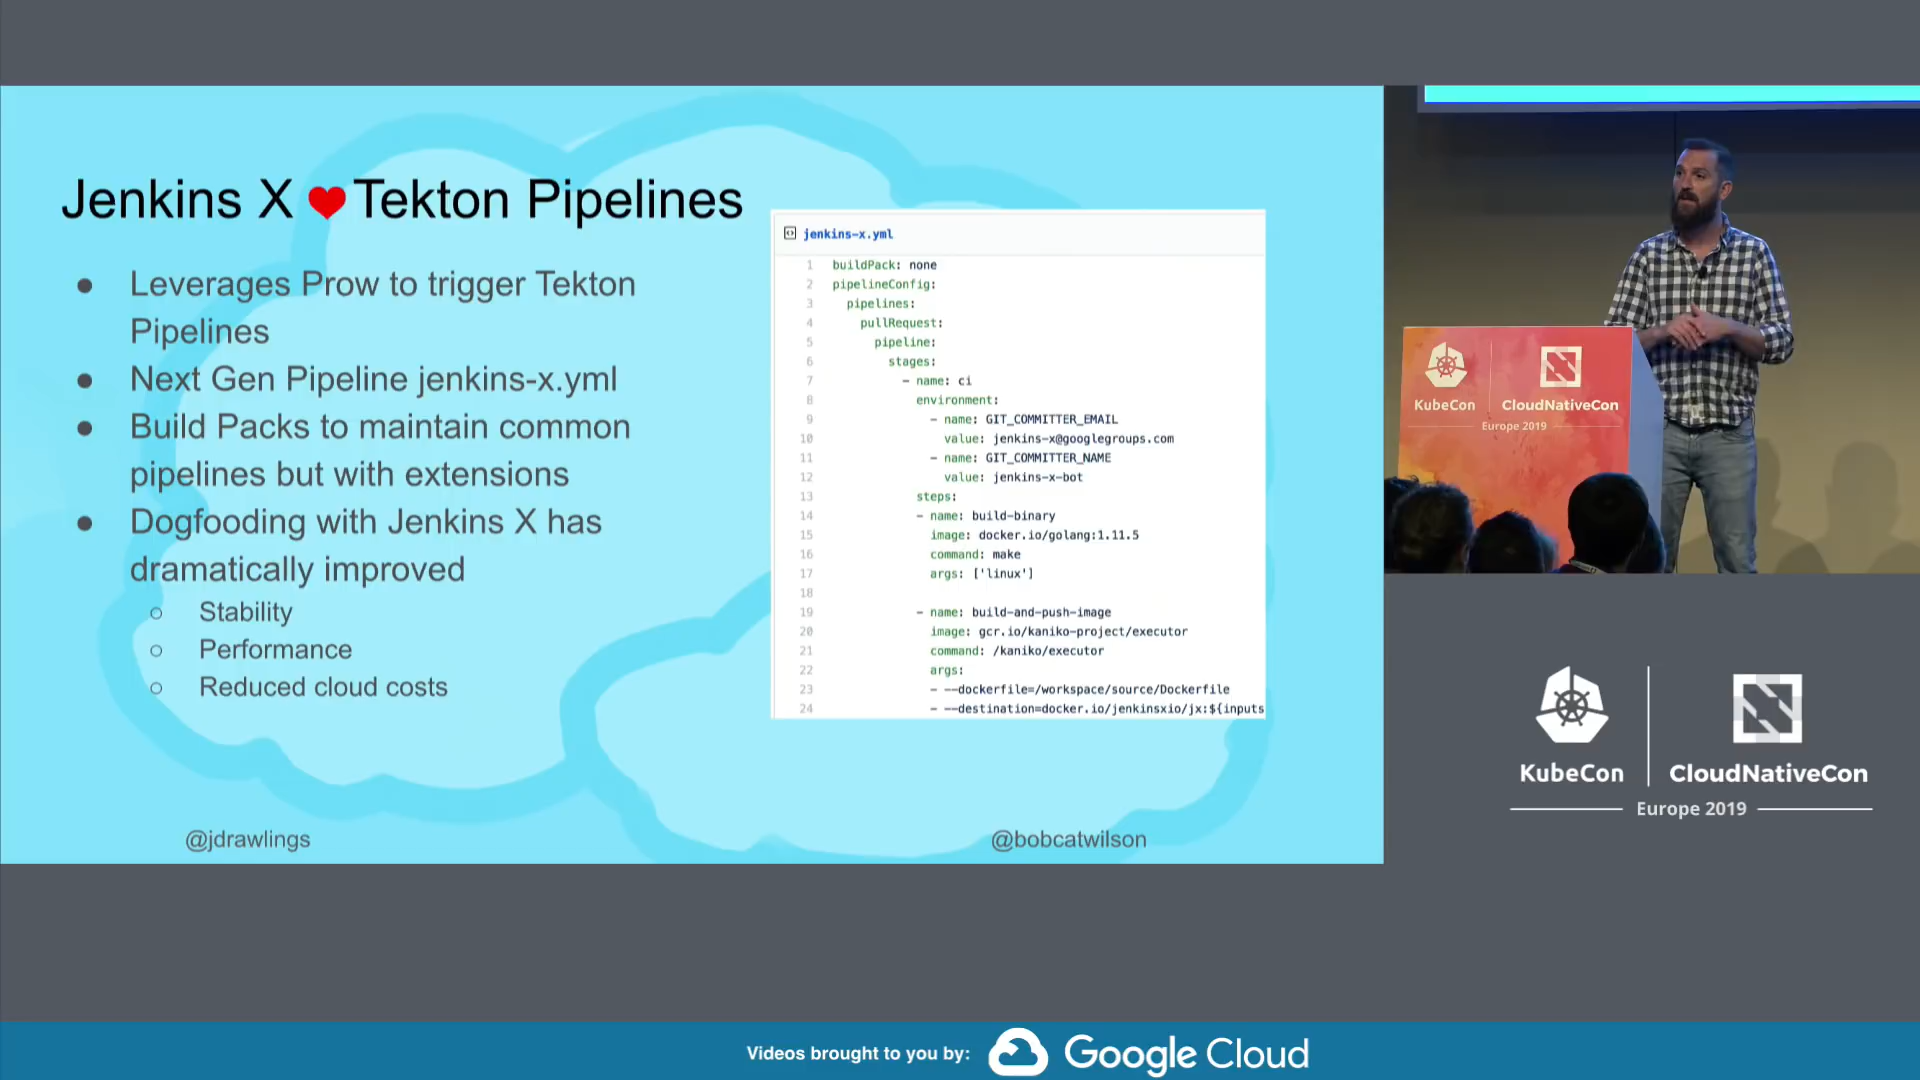 Jenkins X ❤ Tekton Pipelines
● Leverages Prow to trigger Tekton
Pipelines
● Next Gen Pipeline jenkins-x.yml
● Build Packs to maintain common
pipelines but with extensions
● Dogfooding with Jenkins X has
dramatically improved
○ Stability
○ Performance
○ Reduced cloud costs
jenkins-x.yml
1 buildPack: none
2 pipelineConfig:
3 pipelines:
4 pullRequest:
5 pipeline:
6 stages:
7 - name: ci
8 environment:
9 - name: GIT_COMMITTER_EMAIL
10 value: jenkins-x@googlegroups.com
11 - name: GIT_COMMITTER_NAME
12 value: jenkins-x-bot
13 steps:
14 - name: build-binary
15 image: docker.io/golang:1.11.5
16 command: make
17 args: ['linux']
18
19 - name: build-and-push-image
20 image: gcr.io/kaniko-project/executor
21 command: /kaniko/executor
22 args:
23 - --dockerfile=/workspace/source/Dockerfile
24 - --destination=docker.io/jenkinsxio/jx:${inputs
@jdrawlings
@bobcatwilson
KubeCon
CloudNativeCon
Europe 2019
KubeCon
CloudNativeCon
Europe 2019
Videos brought to you by:
Google Cloud